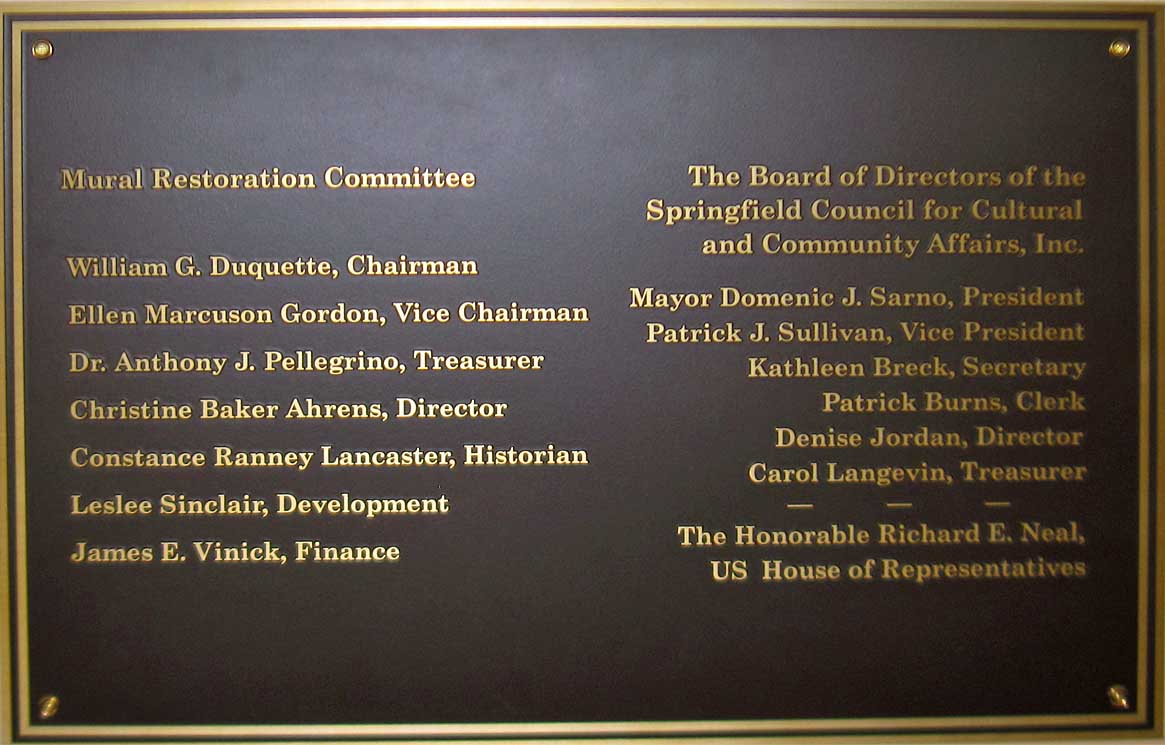 Mural Restoration Committee
William G. Duquette, Chairman
Ellen Marcuson Gordon, Vice Chairman
Dr. Anthony J. Pellegrino, Treasurer
Christine Baker Ahrens, Director
Constance Ranney Lancaster, Historian
Leslee Sinclair, Development
James E. Vinick, Finance
The Board of Directors of the
Springfield Council for Cultural
and Community Affairs, Inc.
Mayor Domenic J. Sarno, President
Patrick J. Sullivan, Vice President
Kathleen Breck, Secretary
Patrick Burns, Clerk
Denise Jordan, Director
Carol Langevin, Treasurer
— — —
The Honorable Richard E. Neal,
US House of Representatives